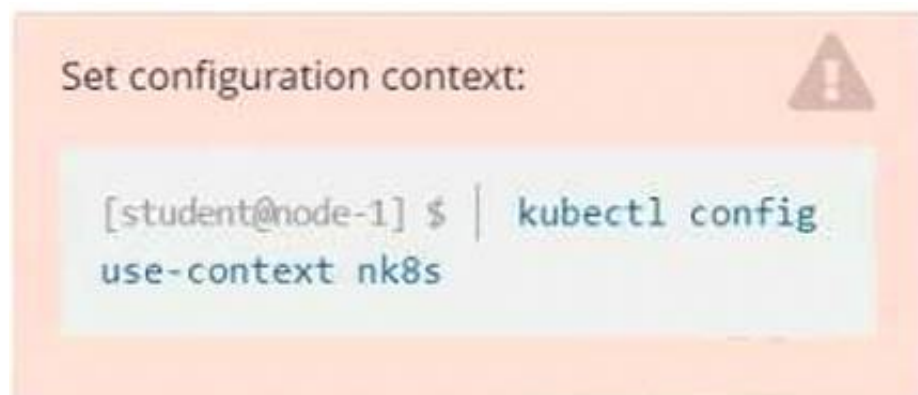 Set configuration context:
[student@node-1] $ | kubectl config
use-context nk8s